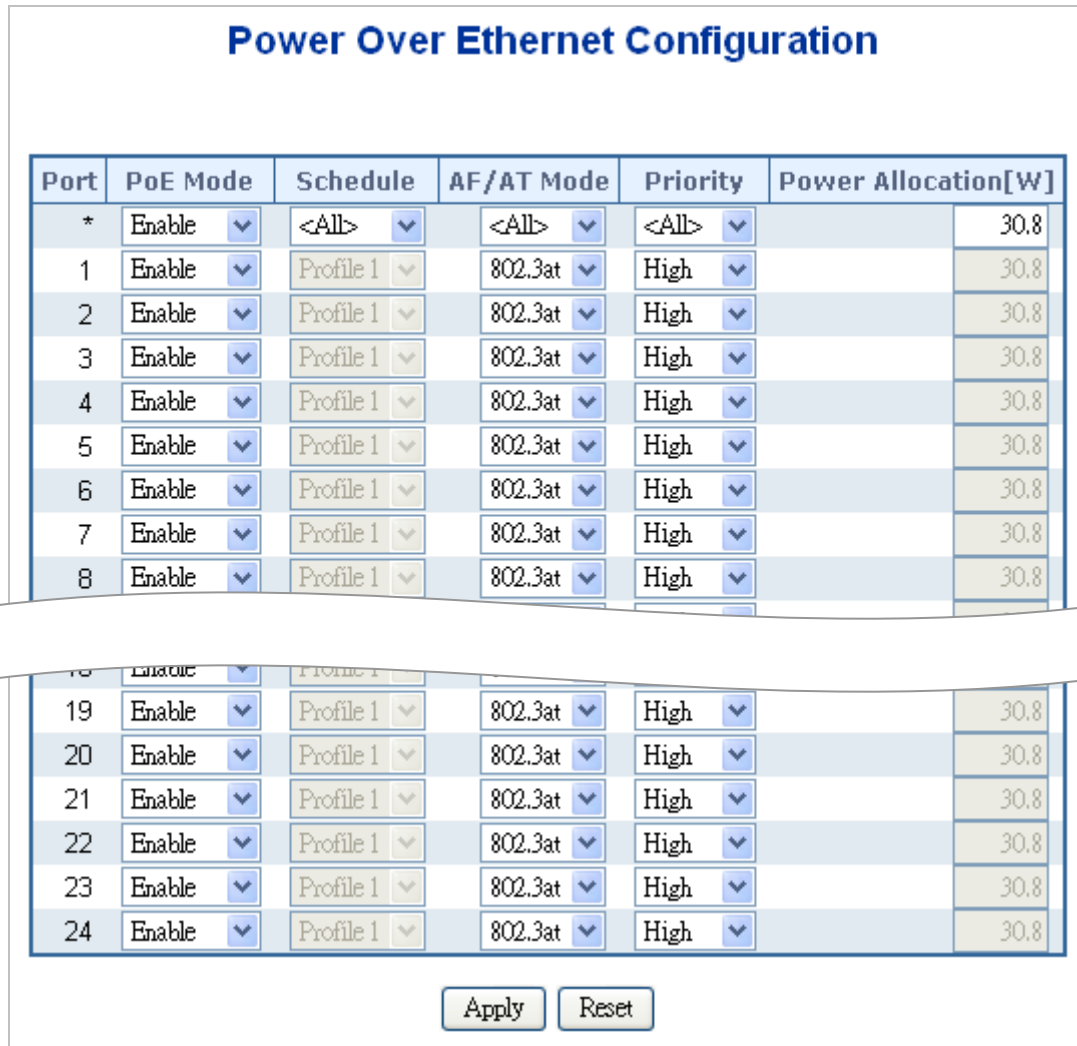 Power Over Ethernet Configuration
Port PoE Mode Schedule AF/AT Mode Priority Power Allocation[W]
* Enable <All> <All> <All> 30.8
1 Enable Profile 1 802.3at High 30.8
2 Enable Profile 1 802.3at High 30.8
3 Enable Profile 1 802.3at High 30.8
4 Enable Profile 1 802.3at High 30.8
5 Enable Profile 1 802.3at High 30.8
6 Enable Profile 1 802.3at High 30.8
7 Enable Profile 1 802.3at High 30.8
8 Enable Profile 1 802.3at High 30.8
19 Enable Profile 1 802.3at High 30.8
20 Enable Profile 1 802.3at High 30.8
21 Enable Profile 1 802.3at High 30.8
22 Enable Profile 1 802.3at High 30.8
23 Enable Profile 1 802.3at High 30.8
24 Enable Profile 1 802.3at High 30.8
Apply Reset